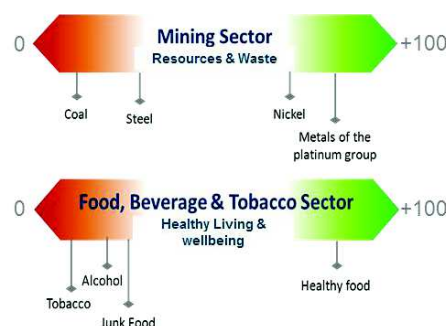 0 Mining Sector +100
Resources & Waste
Coal Steel Nickel Metals of the
platinum group
0 Food, Beverage & Tobacco Sector +100
Healthy Living &
wellbeing
Tobacco Alcohol Junk Food Healthy food